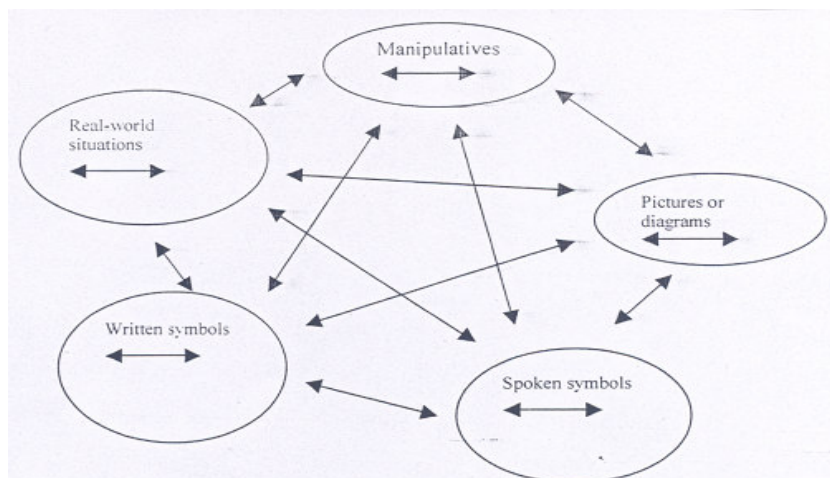 Manipulatives
Real-world
situations
Pictures or
diagrams
Written symbols
Spoken symbols